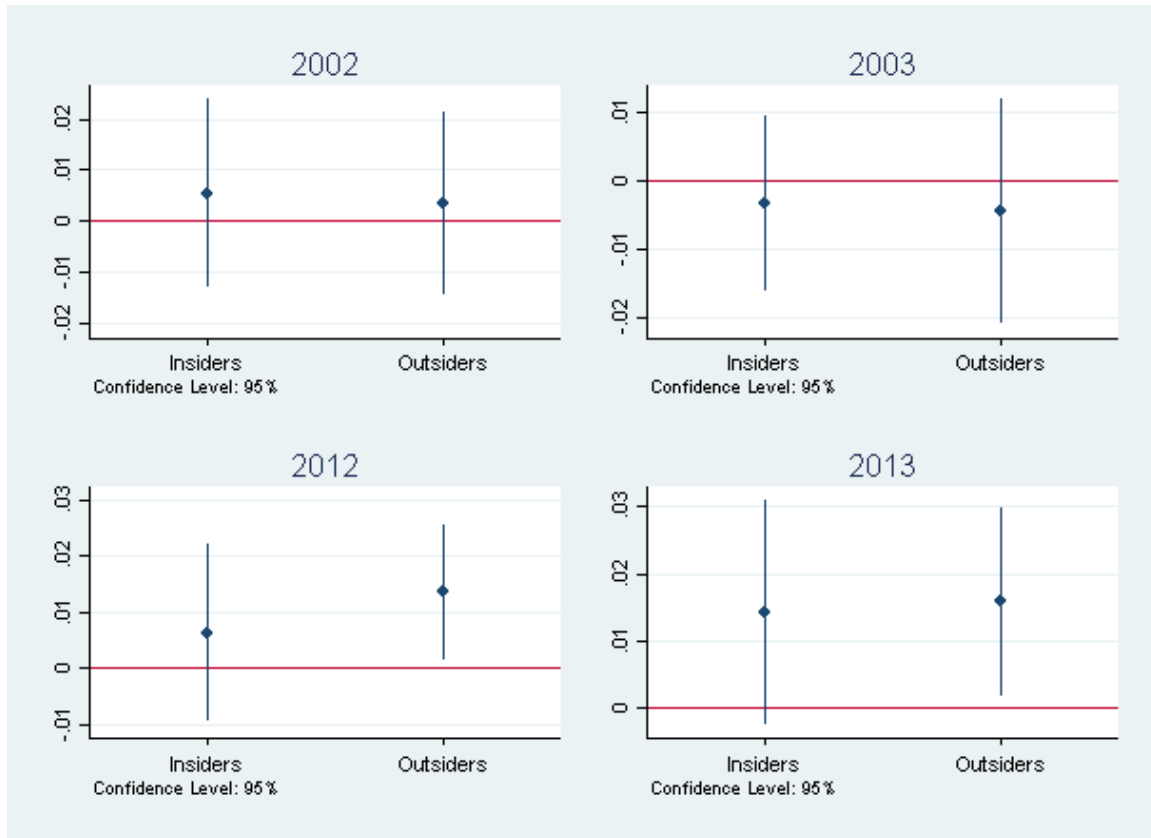 2002
.02
.01
0
-.01
-.02
Insiders
Outsiders
Confidence Level: 95%
2003
.01
0
-.01
-.02
Insiders
Outsiders
Confidence Level: 95%
2012
.03
.02
.01
0
-.01
Insiders
Outsiders
Confidence Level: 95%
2013
.03
.02
.01
0
Insiders
Outsiders
Confidence Level: 95%